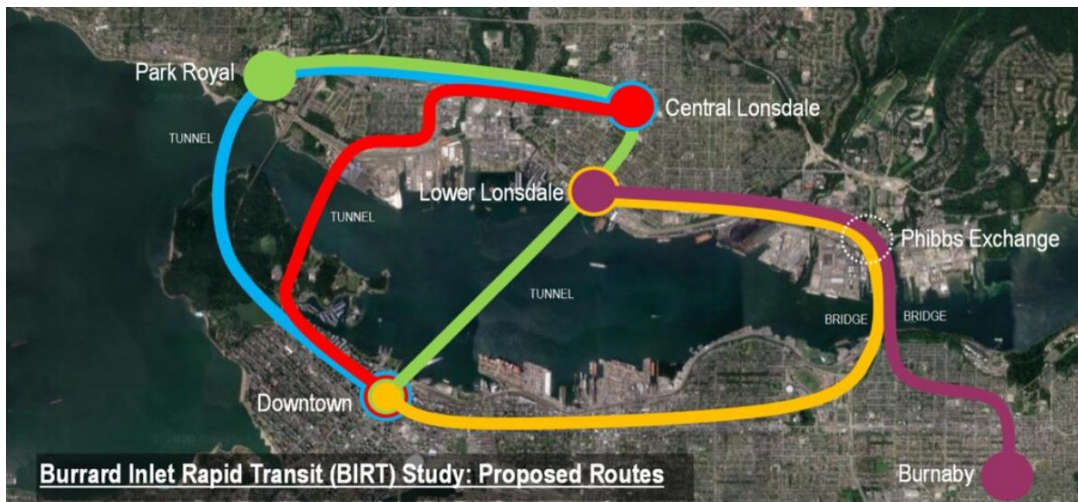 Park Royal
Central Lonsdale
TUNNEL
Lower Lonsdale
TUNNEL
Phibbs Exchange
TUNNEL
BRIDGE
BRIDGE
Downtown
Burrard Inlet Rapid Transit (BIRT) Study: Proposed Routes
Burnaby